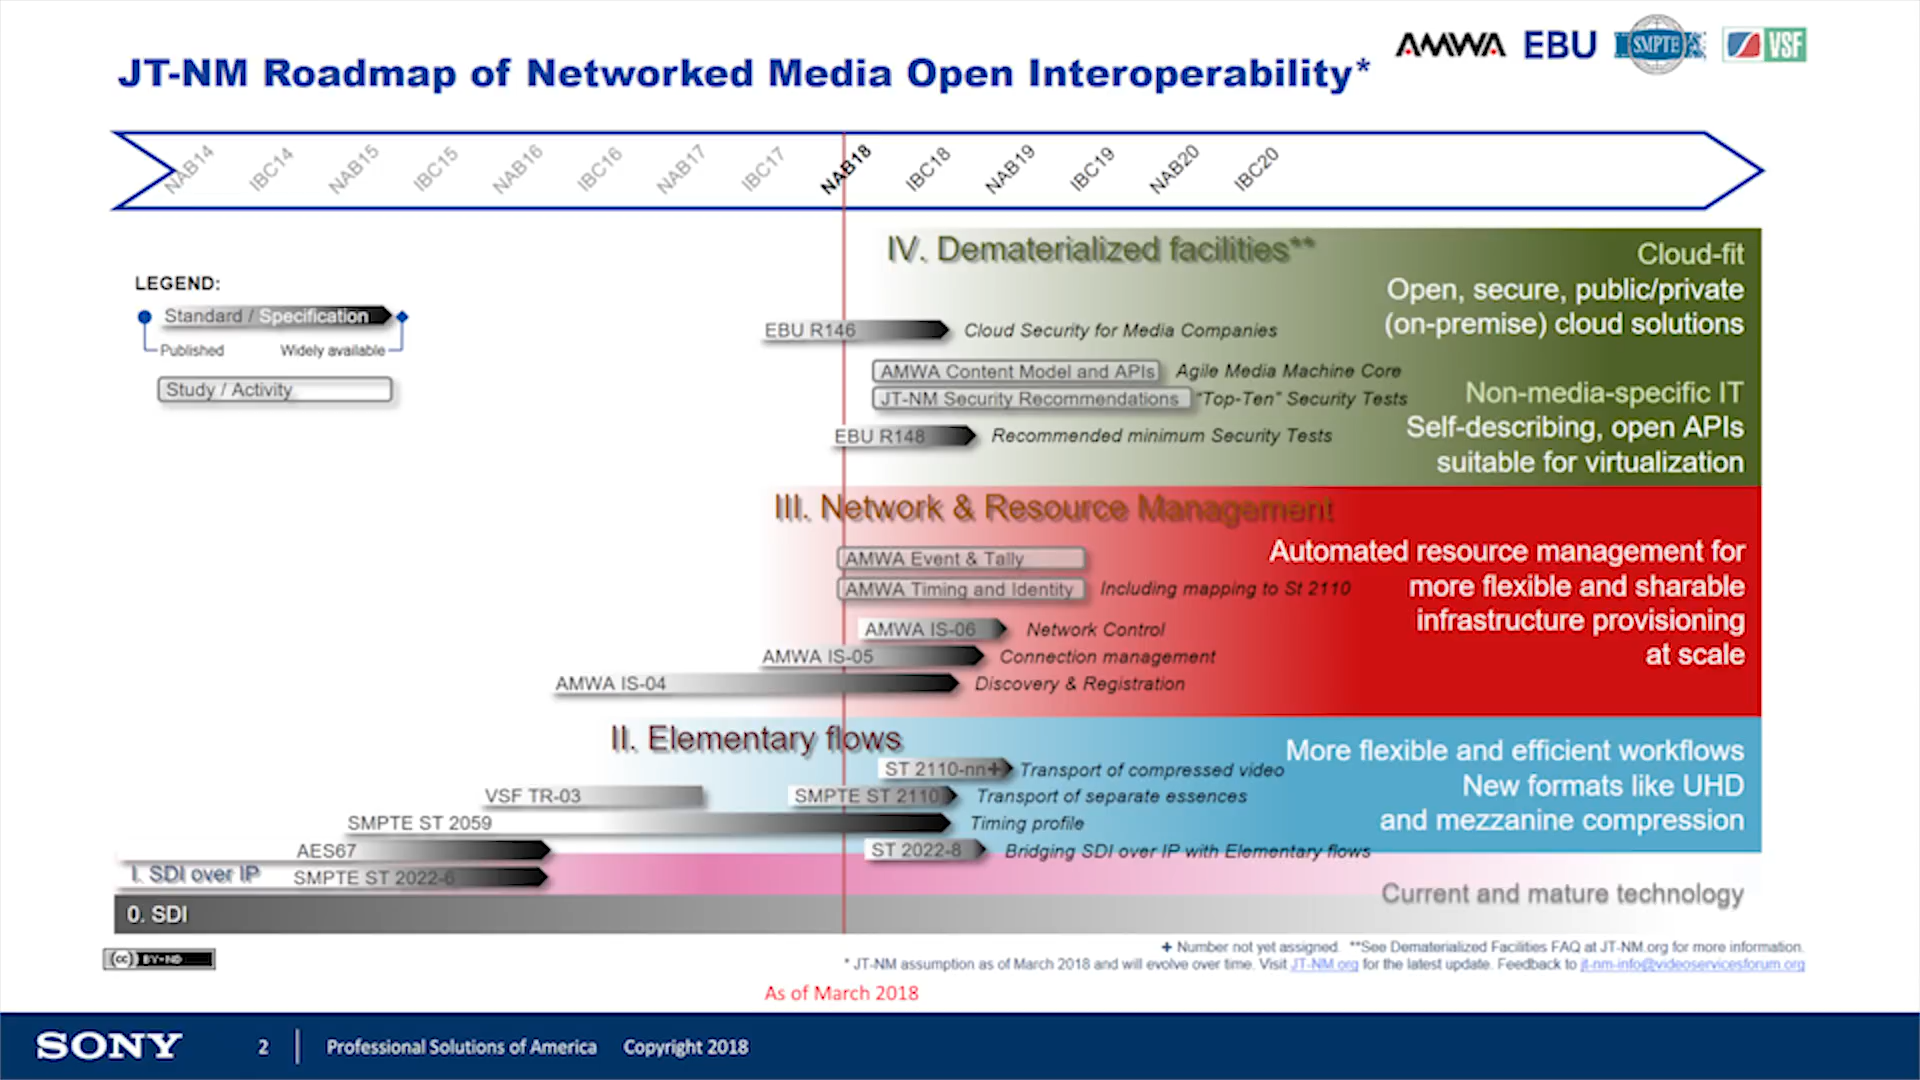 AMWA EBU SMPTE VSF
JT-NM Roadmap of Networked Media Open Interoperability*
NAB14 IBC14 NAB15 IBC15 NAB16 IBC16 NAB17 IBC17 NAB18 IBC18 NAB19 IBC19 NAB20 IBC20
LEGEND:
Standard / Specification
Published Widely available
Study / Activity
IV. Dematerialized facilities**
Cloud-fit
Open, secure, public/private
(on-premise) cloud solutions
EBU R146 Cloud Security for Media Companies
AMWA Content Model and APIs Agile Media Machine Core
JT-NM Security Recommendations "Top-Ten" Security Tests
EBU R148 Recommended minimum Security Tests
Non-media-specific IT
Self-describing, open APIs
suitable for virtualization
III. Network & Resource Management
AMWA Event & Tally
AMWA Timing and Identity Including mapping to St 2110
AMWA IS-06 Network Control
AMWA IS-05 Connection management
AMWA IS-04 Discovery & Registration
Automated resource management for
more flexible and sharable
infrastructure provisioning
at scale
II. Elementary flows
ST 2110-nn+ Transport of compressed video
VSF TR-03 SMPTE ST 2110 Transport of separate essences
SMPTE ST 2059 Timing profile
AES67 ST 2022-8 Bridging SDI over IP with Elementary flows
More flexible and efficient workflows
New formats like UHD
and mezzanine compression
I. SDI over IP SMPTE ST 2022-6
Current and mature technology
0. SDI
(cc) BY-ND
+ Number not yet assigned. **See Dematerialized Facilities FAQ at JT-NM.org for more information.
* JT-NM assumption as of March 2018 and will evolve over time. Visit JT-NM.org for the latest update. Feedback to jt-nm-info@videoservicesforum.org
As of March 2018
SONY 2 Professional Solutions of America Copyright 2018